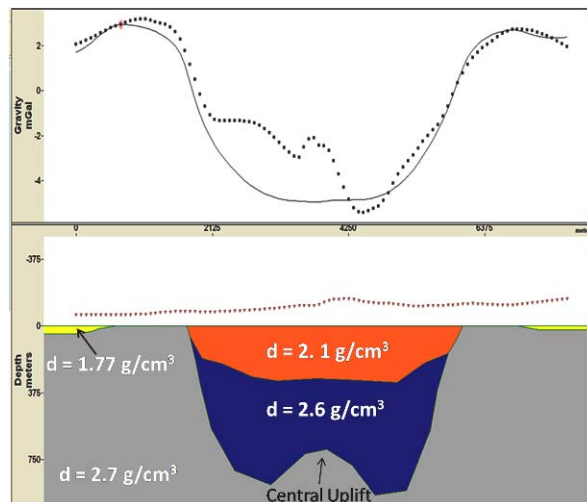 Gravity
mGal
2
0
-2
-4
0
2125
4250
6375
-375
0
375
750
Depth
meters
d = 1.77 g/cm³
d = 2. 1 g/cm³
d = 2.6 g/cm³
d = 2.7 g/cm³
Central Uplift